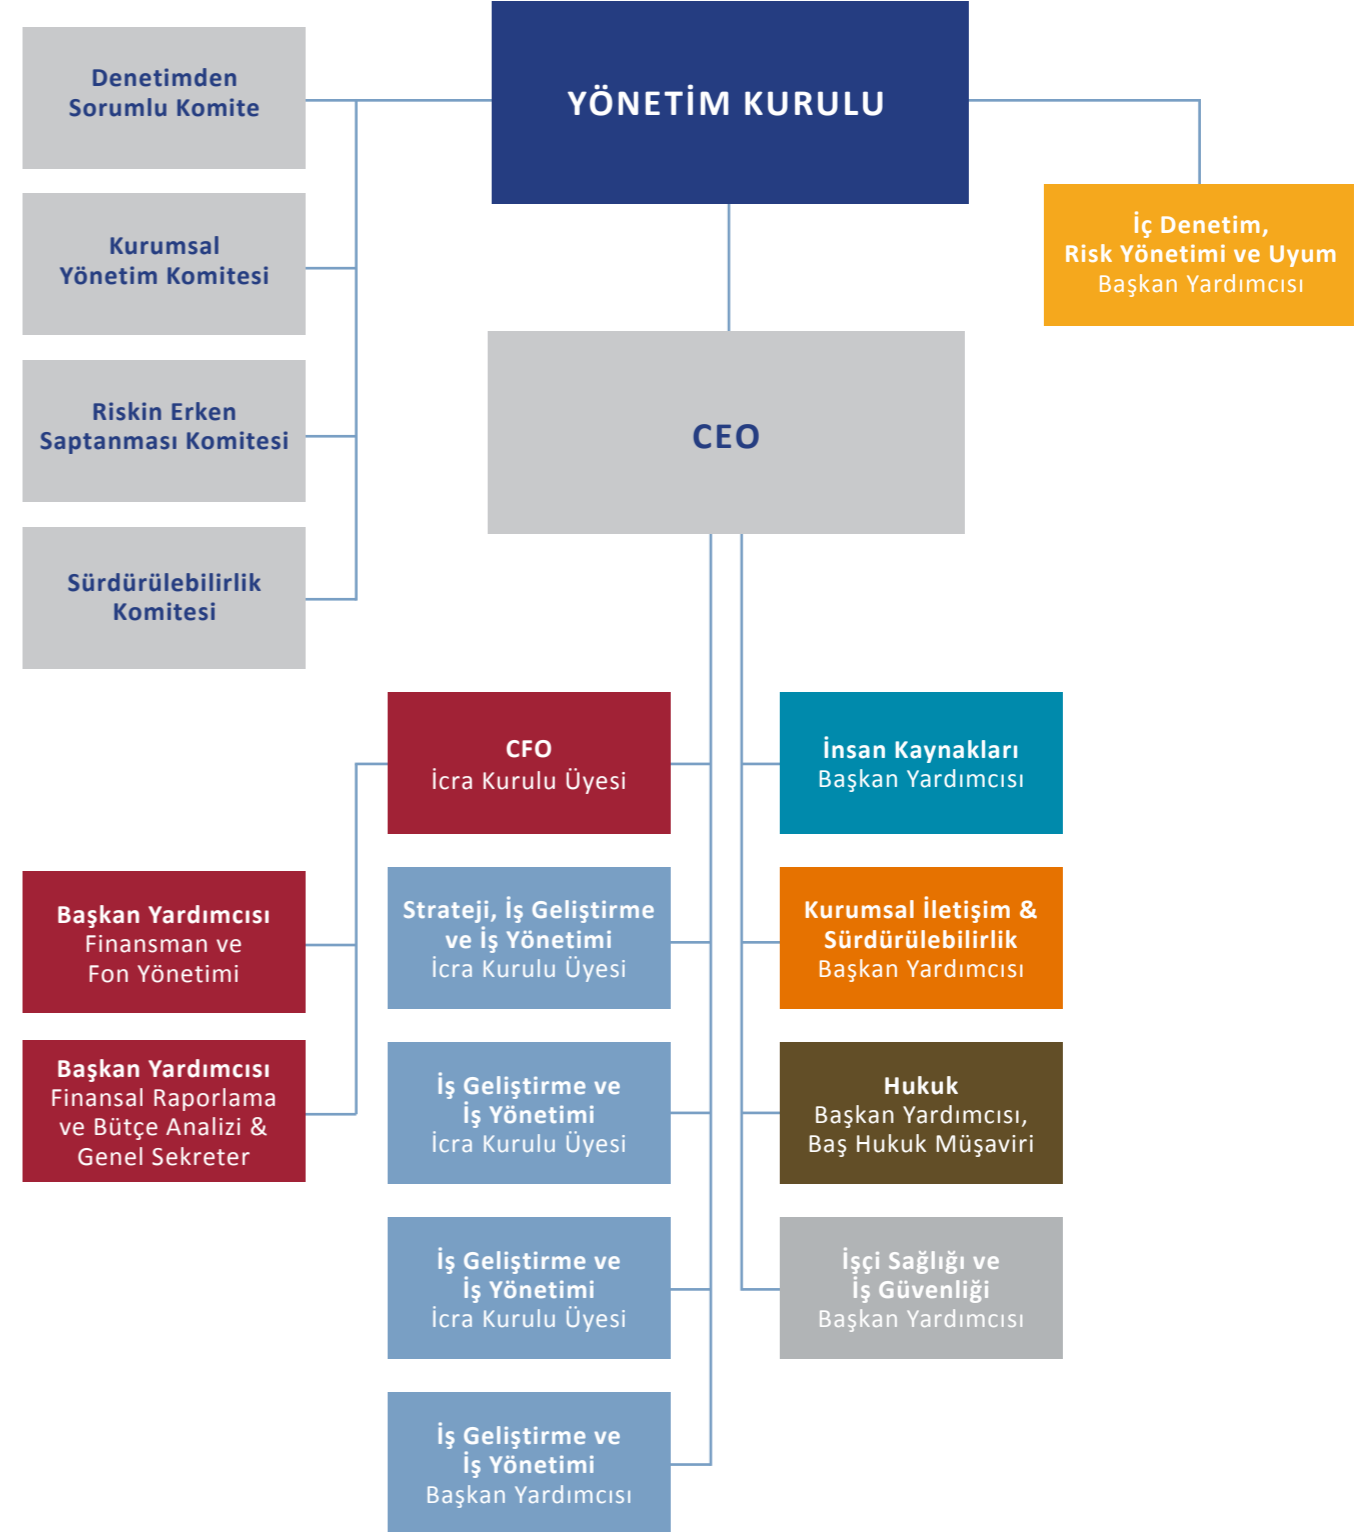 YÖNETİM KURULU
Denetimden
Sorumlu Komite
Kurumsal
Yönetim Komitesi
Riskin Erken
Saptanması Komitesi
Sürdürülebilirlik
Komitesi
İç Denetim,
Risk Yönetimi ve Uyum
Başkan Yardımcısı
CEO
CFO
İcra Kurulu Üyesi
Başkan Yardımcısı
Finansman ve
Fon Yönetimi
Başkan Yardımcısı
Finansal Raporlama
ve Bütçe Analizi &
Genel Sekreter
Strateji, İş Geliştirme
ve İş Yönetimi
İcra Kurulu Üyesi
İş Geliştirme ve
İş Yönetimi
İcra Kurulu Üyesi
İş Geliştirme ve
İş Yönetimi
İcra Kurulu Üyesi
İş Geliştirme ve
İş Yönetimi
Başkan Yardımcısı
İnsan Kaynakları
Başkan Yardımcısı
Kurumsal İletişim &
Sürdürülebilirlik
Başkan Yardımcısı
Hukuk
Başkan Yardımcısı,
Baş Hukuk Müşaviri
İşçi Sağlığı ve
İş Güvenliği
Başkan Yardımcısı